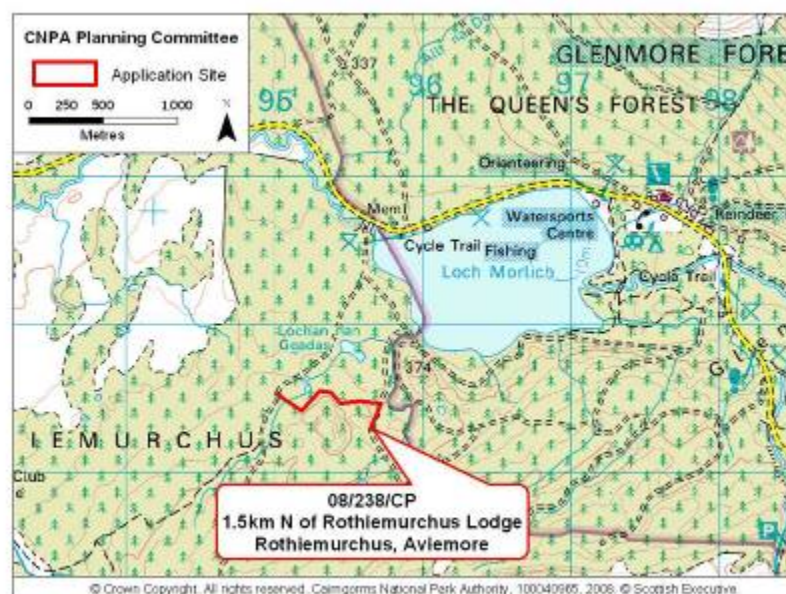 CNPA Planning Committee
Application Site
0 250 500 1,000
Metres
N
337
95
96
97
98
GLENMORE FORE
THE QUEEN'S FOREST
Orienteering
Meml
Watersports
Centre
Reindeer
Cycle Trail
Fishing
Loch Morlich
Cycle Trail
Lochan nan
Geadas
374
IEMURCHUS
Club
08/238/CP
1.5km N of Rothiemurchus Lodge
Rothiemurchus, Aviemore
P
© Crown Copyright. All rights reserved. Cairngorms National Park Authority. 100040965, 2008. © Scottish Executive.